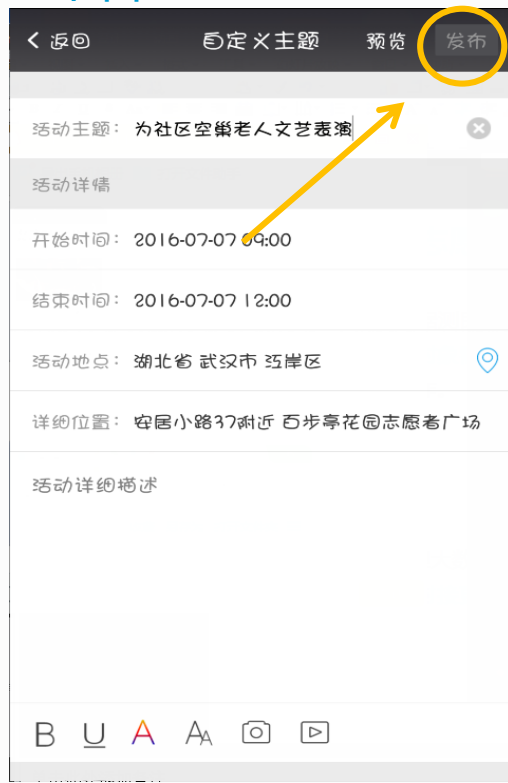 返回 自定义主题 预览 发布
活动主题： 为社区空巢老人文艺表演
活动详情
开始时间： 2016-07-07 09:00
结束时间： 2016-07-07 12:00
活动地点： 湖北省 武汉市 江岸区
详细位置： 安居小路37附近 百步亭花园志愿者广场
活动详细描述
B U A AA